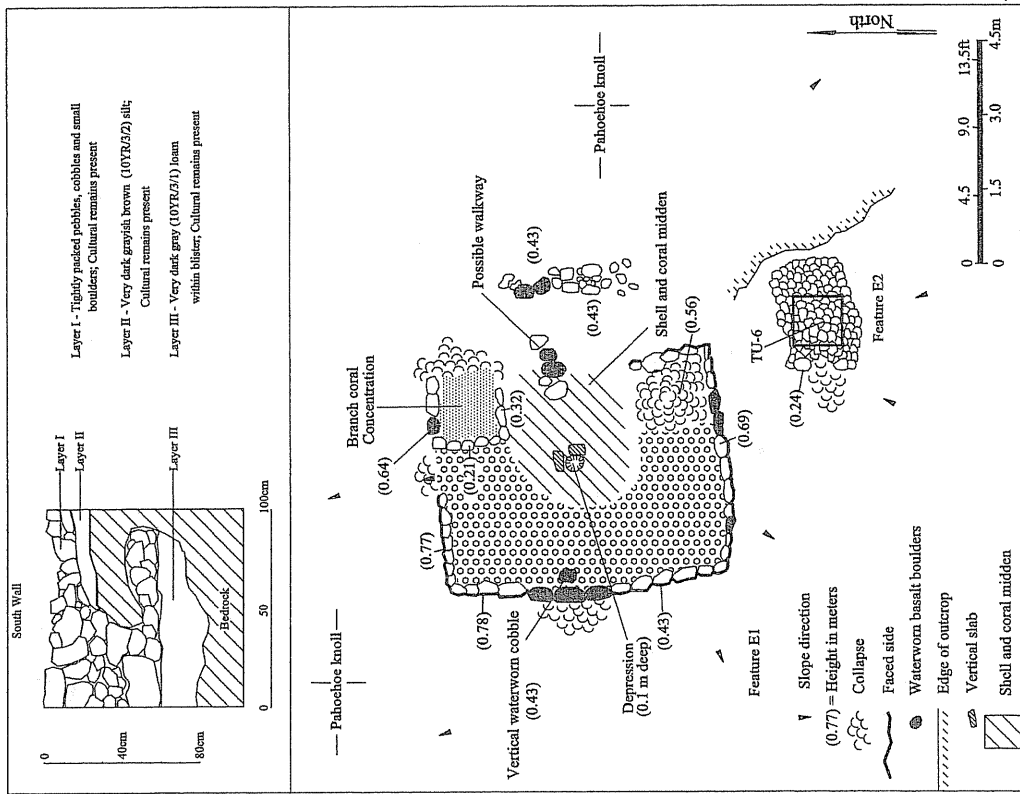 South Wall
0
40cm
80cm
0
50
100cm
Layer I
Layer II
Layer III
Bedrock
Layer I - Tightly packed pebbles, cobbles and small
boulders; Cultural remains present
Layer II - Very dark grayish brown (10YR/3/2) silt;
Cultural remains present
Layer III - Very dark gray (10YR/3/1) loam
within blister; Cultural remains present
Pahoehoe knoll
Pahoehoe knoll
Branch coral
Concentration
Possible walkway
(0.43)
(0.43)
(0.64)
(0.21)
(0.32)
(0.77)
(0.78)
Vertical waterworn cobble
(0.43)
Depression
(0.1 m deep)
(0.43)
Shell and coral midden
(0.56)
(0.69)
TU-6
(0.24)
Feature E2
Feature E1
Slope direction
(0.77) = Height in meters
Collapse
Faced side
Waterworn basalt boulders
Edge of outcrop
Vertical slab
Shell and coral midden
North
0 4.5 9.0 13.5ft
0 1.5 3.0 4.5m